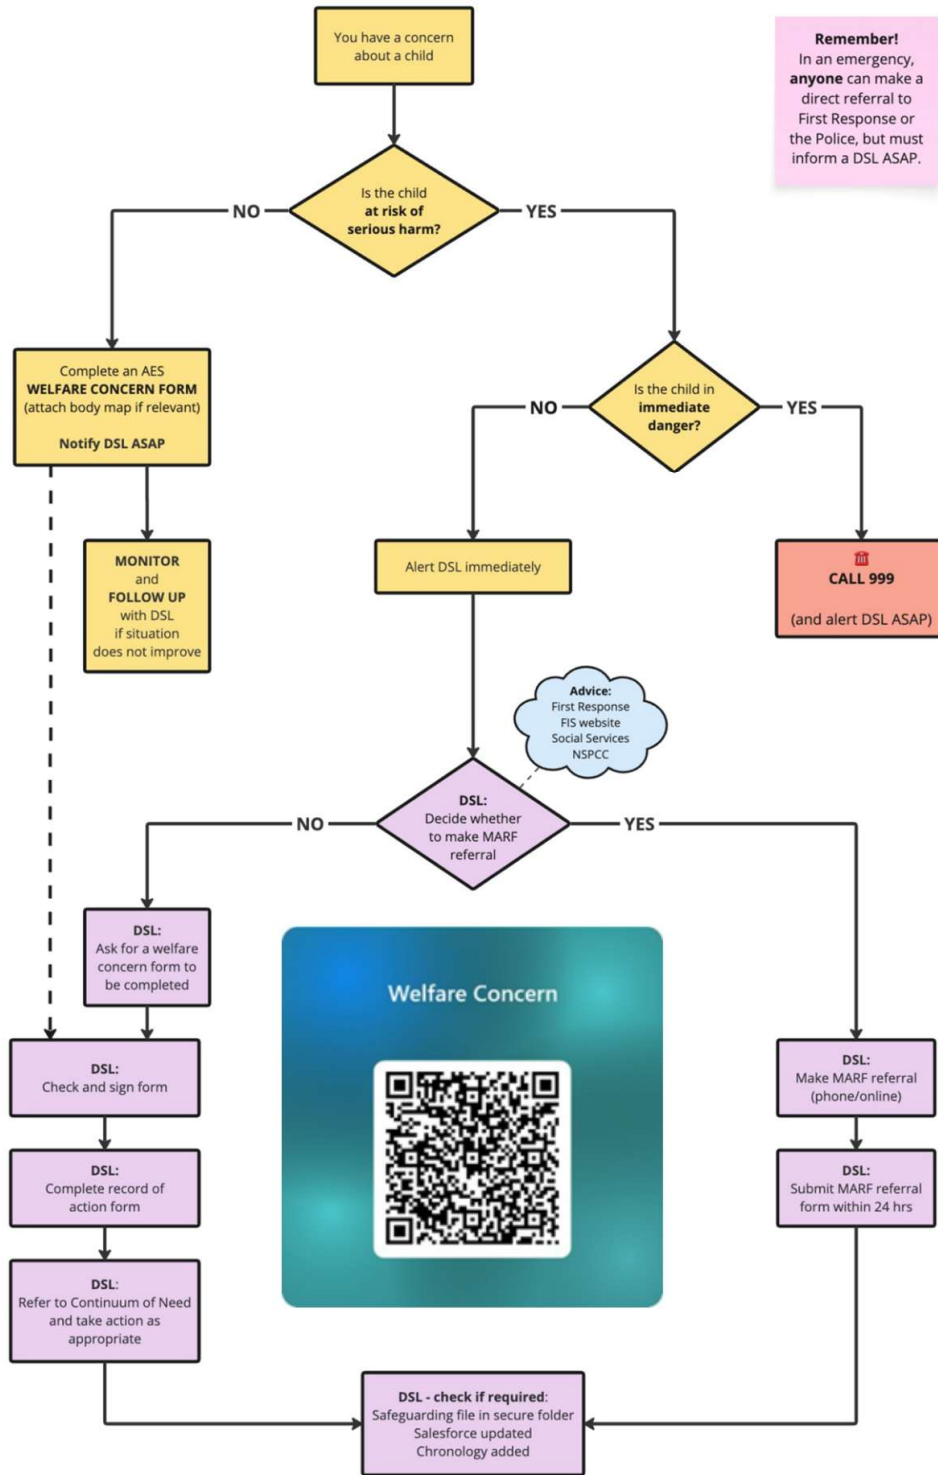 You have a concern
about a child
Remember!
In an emergency,
anyone can make a
direct referral to
First Response or
the Police, but must
inform a DSL ASAP.
Is the child
at risk of
serious harm?
NO
YES
Complete an AES
WELFARE CONCERN FORM
(attach body map if relevant)
Notify DSL ASAP
Is the child in
immediate
danger?
NO
YES
MONITOR
and
FOLLOW UP
with DSL
if situation
does not improve
Alert DSL immediately
CALL 999
(and alert DSL ASAP)
Advice:
First Response
FIS website
Social Services
NSPCC
DSL:
Decide whether
to make MARF
referral
NO
YES
DSL:
Ask for a welfare
concern form to
be completed
Welfare Concern
DSL:
Check and sign form
DSL:
Make MARF referral
(phone/online)
DSL:
Complete record of
action form
DSL:
Submit MARF referral
form within 24 hrs
DSL:
Refer to Continuum of Need
and take action as
appropriate
DSL - check if required:
Safeguarding file in secure folder
Salesforce updated
Chronology added